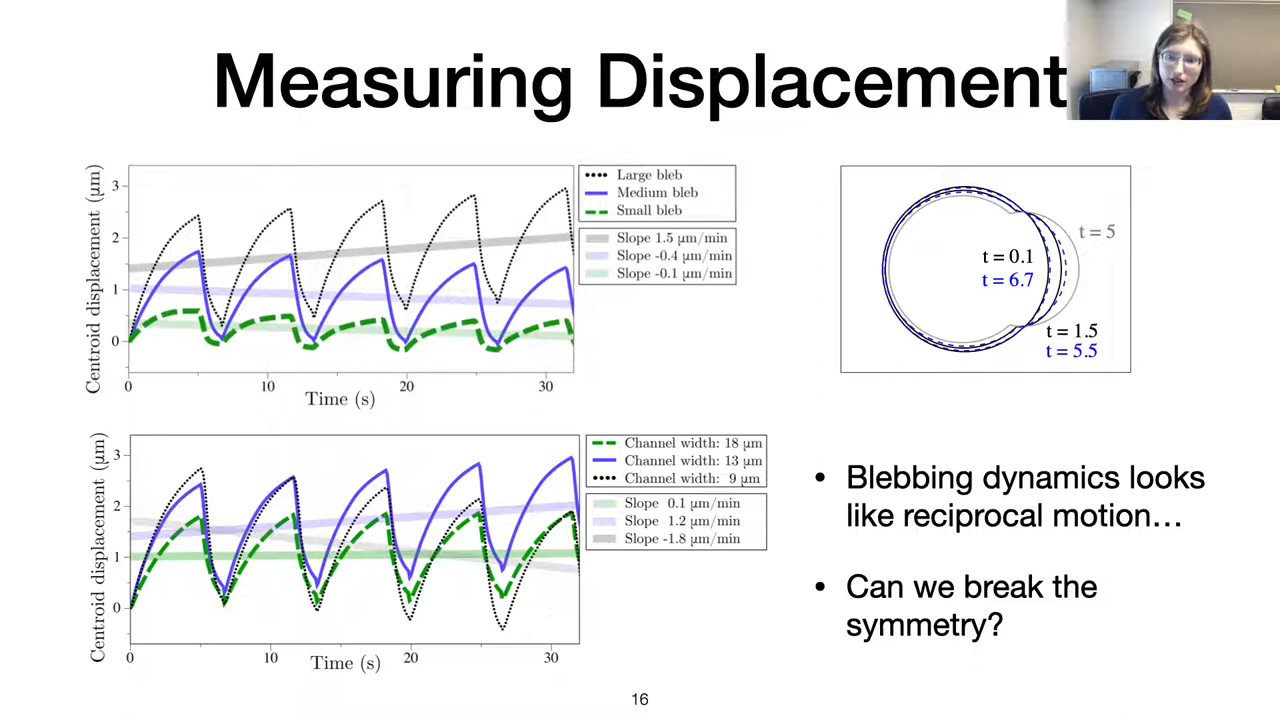 Measuring Displacement
Centroid displacement (μm)
3
2
1
0
0
10
20
30
Time (s)
Large bleb
Medium bleb
Small bleb
Slope 1.5 μm/min
Slope -0.4 μm/min
Slope -0.1 μm/min
t = 5
t = 0.1
t = 6.7
t = 1.5
t = 5.5
Centroid displacement (μm)
3
2
1
0
0
10
20
30
Time (s)
Channel width: 18 μm
Channel width: 13 μm
Channel width: 9 μm
Slope 0.1 μm/min
Slope 1.2 μm/min
Slope -1.8 μm/min
• Blebbing dynamics looks
like reciprocal motion…
• Can we break the
symmetry?
16